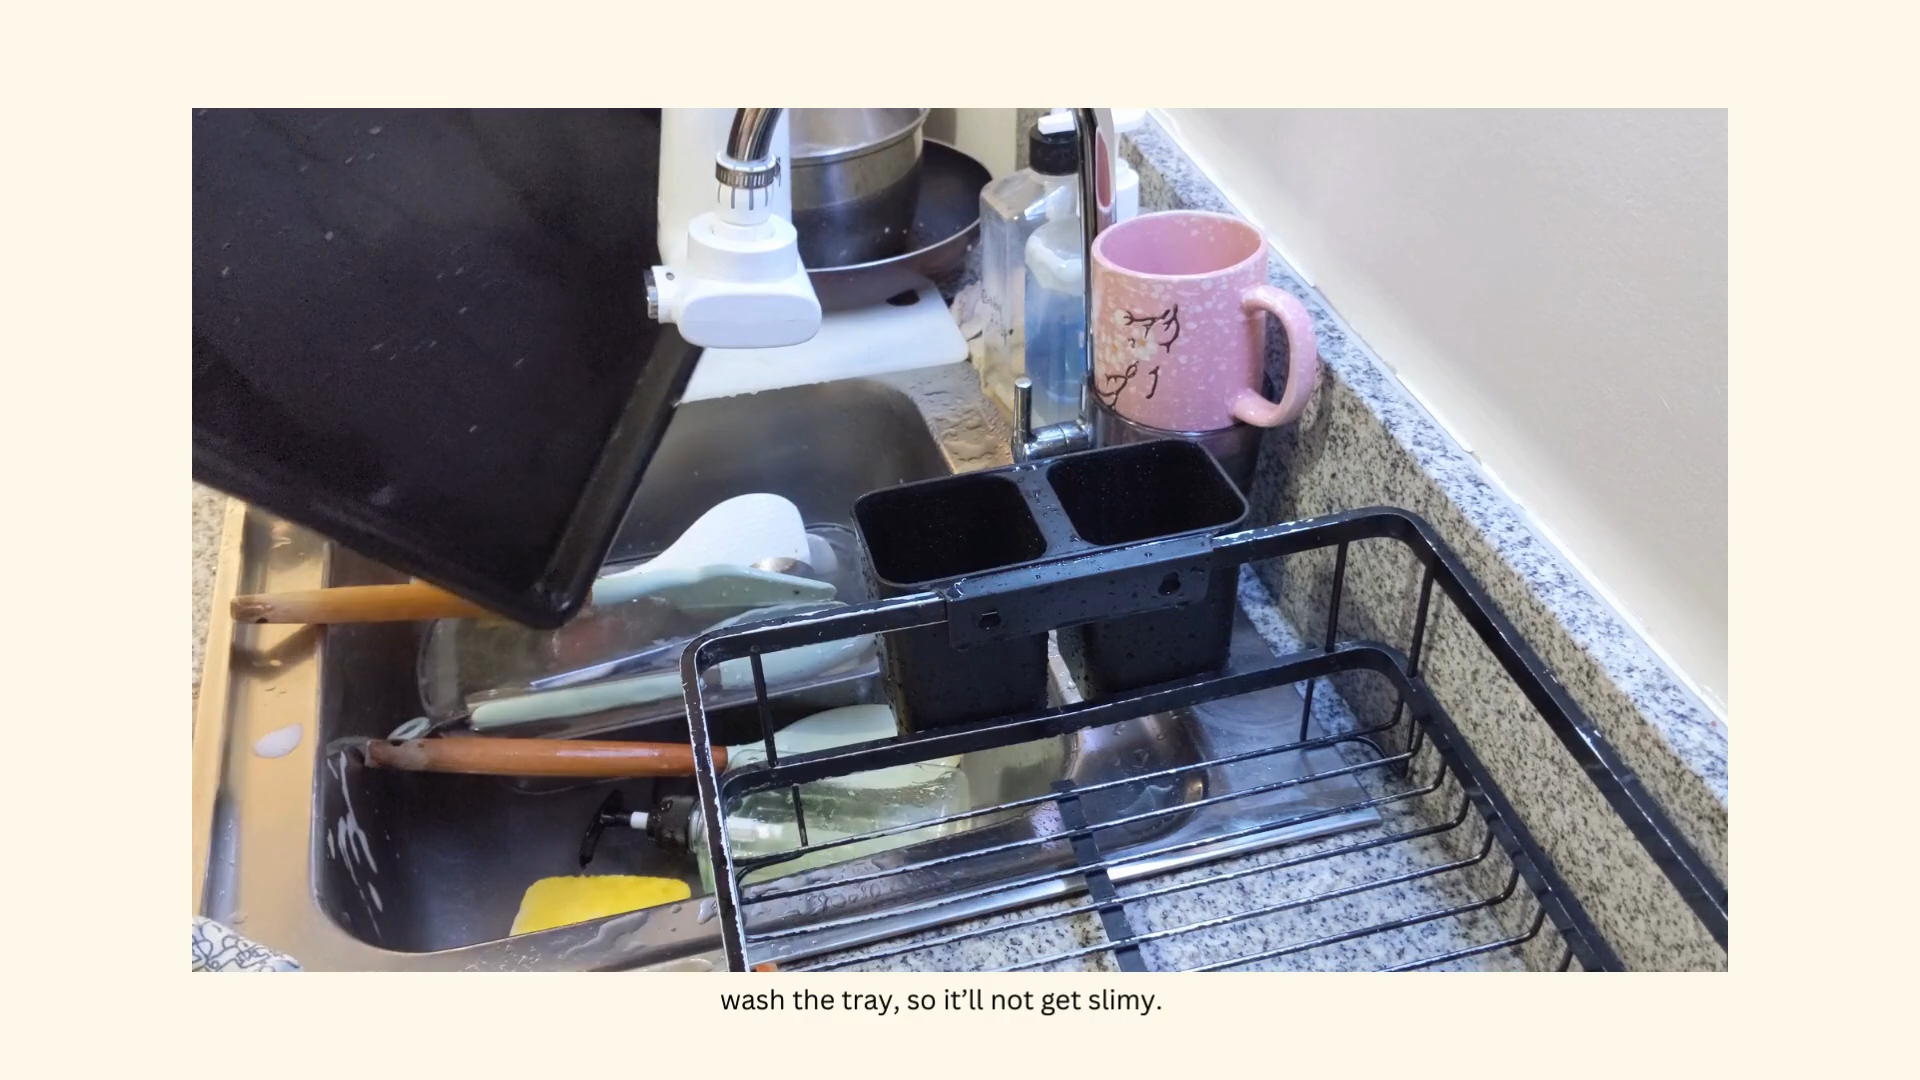 wash the tray, so it’ll not get slimy.